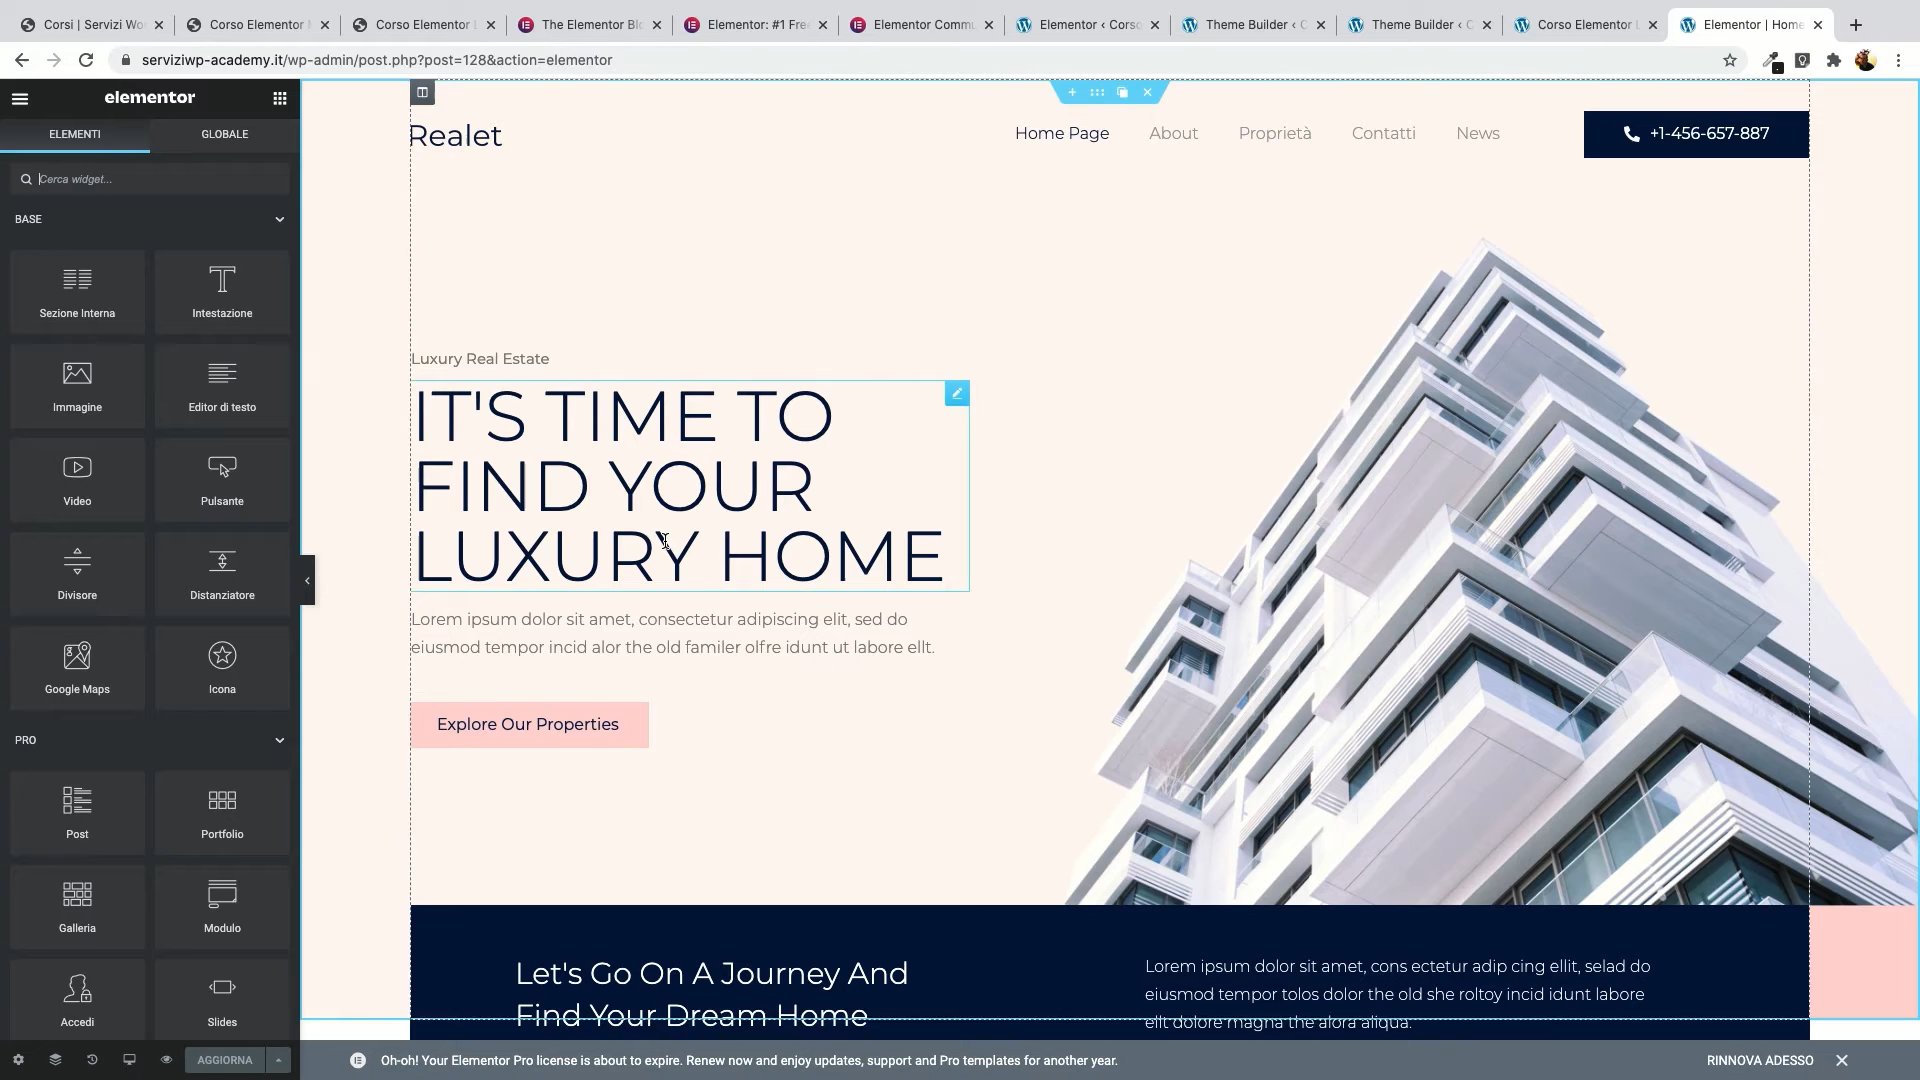 Corsi | Servizi Wo
Corso Elementor
Corso Elementor
The Elementor Blo
Elementor: #1 Fre
Elementor Commu
Elementor ‹ Corso
Theme Builder ‹ C
Theme Builder ‹ C
Corso Elementor
Elementor | Home
serviziwp-academy.it/wp-admin/post.php?post=128&action=elementor
elementor
ELEMENTI
GLOBALE
Cerca widget...
BASE
Sezione Interna
Intestazione
Immagine
Editor di testo
Video
Pulsante
Divisore
Distanziatore
Google Maps
Icona
PRO
Post
Portfolio
Galleria
Modulo
Accedi
Slides
AGGIORNA
Realet
Home Page
About
Proprietà
Contatti
News
+1-456-657-887
Luxury Real Estate
IT'S TIME TO
FIND YOUR
LUXURY HOME
Lorem ipsum dolor sit amet, consectetur adipiscing elit, sed do
eiusmod tempor incid alor the old familer olfre idunt ut labore ellt.
Explore Our Properties
Let's Go On A Journey And
Find Your Dream Home
Lorem ipsum dolor sit amet, cons ectetur adip cing ellit, selad do
eiusmod tempor tolos dolor the old she roltoy incid idunt labore
elit dolore magna the alora aliqua.
Oh-oh! Your Elementor Pro license is about to expire. Renew now and enjoy updates, support and Pro templates for another year.
RINNOVA ADESSO